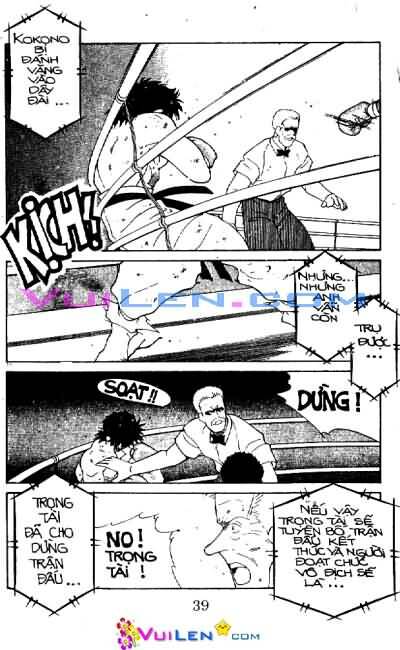 KOKONO
BỊ
ĐÁNH
VĂNG
VÀO
DÂY
ĐÀI ...
KỊCH!!
NHƯNG...
NHƯNG
ANH
VẪN
CÒN
TRỤ
ĐƯỢC
...
VUILEN.COM
SOẠT!!
DỪNG!
TRỌNG
TÀI
ĐÃ CHO
DỪNG
TRẬN
ĐẤU...
NO!
TRỌNG
TÀI!
NẾU VẬY
TRỌNG TÀI SẼ
TUYÊN BỐ TRẬN
ĐẤU KẾT
THÚC VÀ NGƯỜI
ĐOẠT CHỨC
VÔ ĐỊCH SẼ
LÀ ...
39
VUILEN.COM